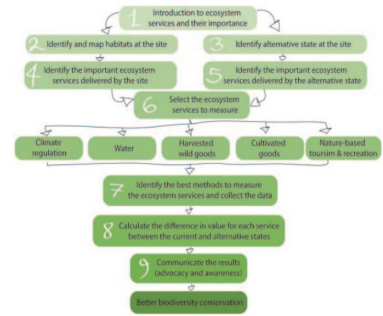 1 Introduction to ecosystem
services and their importance
2 Identify and map habitats at the site
3 Identify alternative state at the site
4 Identify the important ecosystem
services delivered by the site
5 Identify the important ecosystem
services delivered by the alternative state
6 Select the ecosystem
services to measure
Climate
regulation
Water
Harvested
wild goods
Cultivated
goods
Nature-based
toursim & recreation
7 Identify the best methods to measure
the ecosystem services and collect the data
8 Calculate the difference in value for each service
between the current and alternative states
9 Communicate the results
(advocacy and awareness)
Better biodiversity conservation